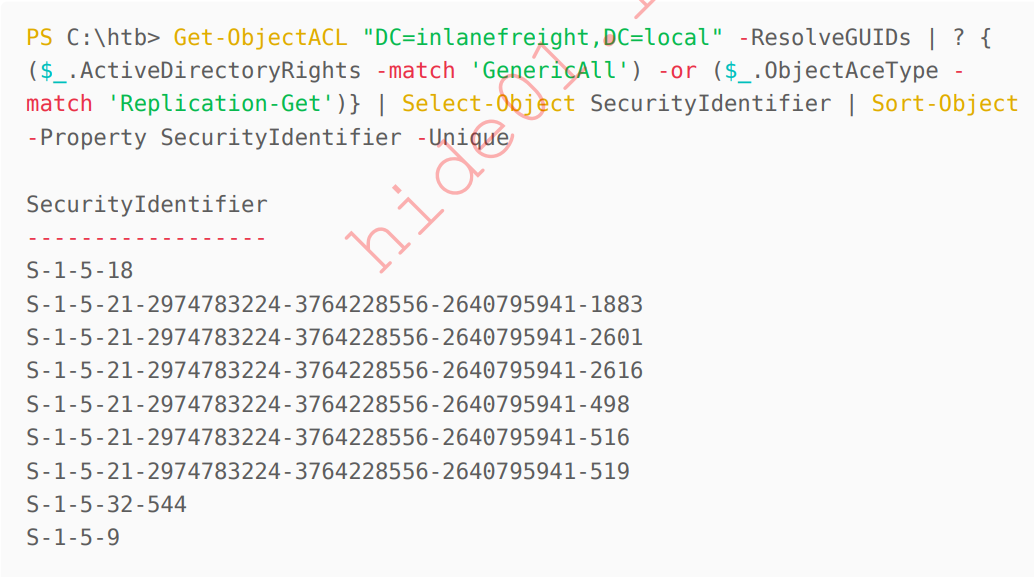 PS C:\htb> Get-ObjectACL "DC=inlanefreight,DC=local" -ResolveGUIDs | ? {
($_.ActiveDirectoryRights -match 'GenericAll') -or ($_.ObjectAceType -
match 'Replication-Get')} | Select-Object SecurityIdentifier | Sort-Object
-Property SecurityIdentifier -Unique
SecurityIdentifier
------------------
S-1-5-18
S-1-5-21-2974783224-3764228556-2640795941-1883
S-1-5-21-2974783224-3764228556-2640795941-2601
S-1-5-21-2974783224-3764228556-2640795941-2616
S-1-5-21-2974783224-3764228556-2640795941-498
S-1-5-21-2974783224-3764228556-2640795941-516
S-1-5-21-2974783224-3764228556-2640795941-519
S-1-5-32-544
S-1-5-9
hide01.